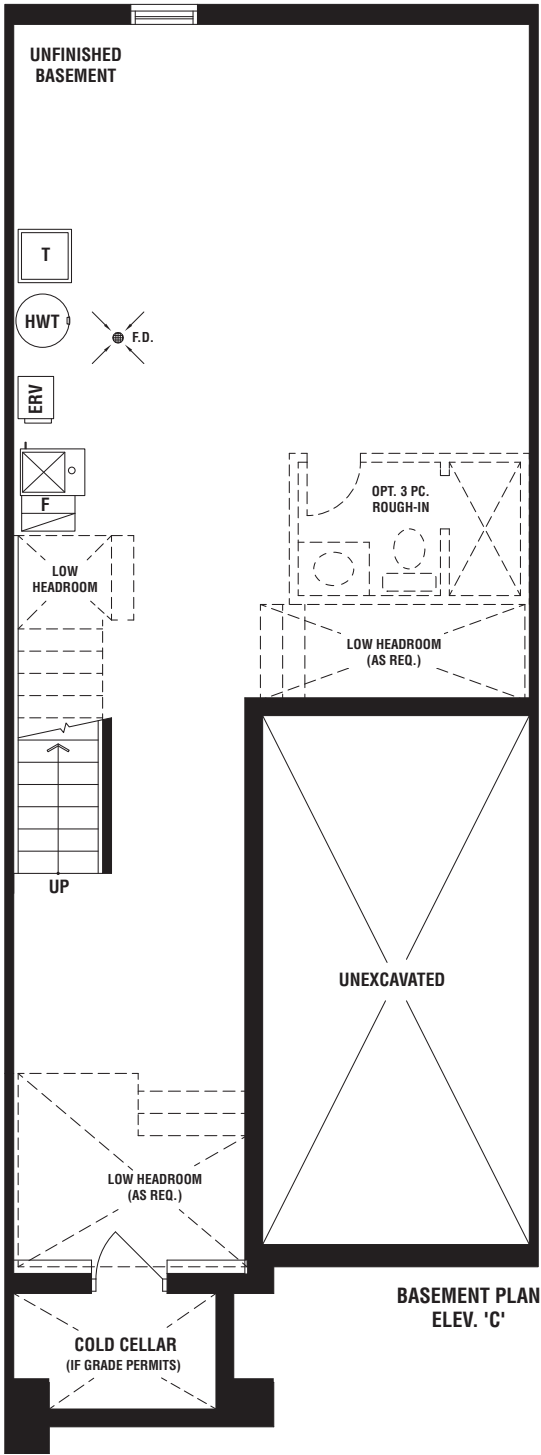 UNFINISHED
BASEMENT
T
HWT
F.D.
ERV
F
OPT. 3 PC.
ROUGH-IN
LOW
HEADROOM
LOW HEADROOM
(AS REQ.)
UP
UNEXCAVATED
LOW HEADROOM
(AS REQ.)
BASEMENT PLAN
ELEV. 'C'
COLD CELLAR
(IF GRADE PERMITS)